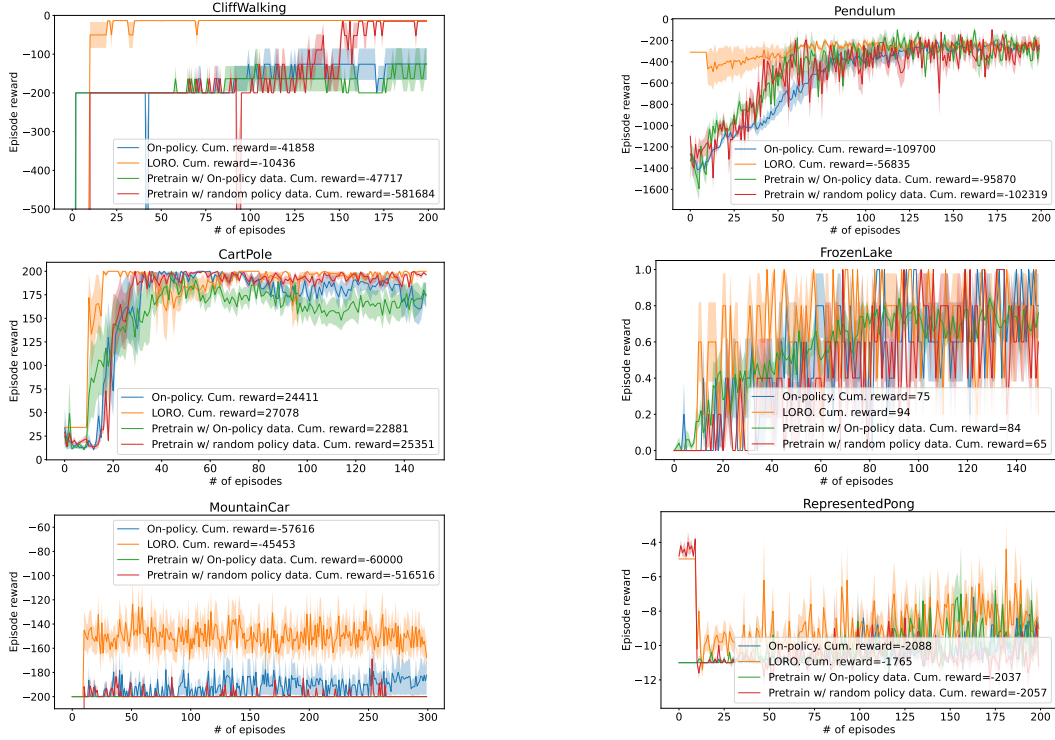 CliffWalking
0
−100
−200
−300
−400
−500
Episode reward
On-policy. Cum. reward=-41858
LORO. Cum. reward=-10436
Pretrain w/ On-policy data. Cum. reward=-47717
Pretrain w/ random policy data. Cum. reward=-581684
0 25 50 75 100 125 150 175 200
# of episodes
Pendulum
−200
−400
−600
−800
−1000
−1200
−1400
−1600
Episode reward
On-policy. Cum. reward=-109700
LORO. Cum. reward=-56835
Pretrain w/ On-policy data. Cum. reward=-95870
Pretrain w/ random policy data. Cum. reward=-102319
0 25 50 75 100 125 150 175 200
# of episodes
CartPole
200
175
150
125
100
75
50
25
0
Episode reward
On-policy. Cum. reward=24411
LORO. Cum. reward=27078
Pretrain w/ On-policy data. Cum. reward=22881
Pretrain w/ random policy data. Cum. reward=25351
0 20 40 60 80 100 120 140
# of episodes
FrozenLake
1.0
0.8
0.6
0.4
0.2
0.0
Episode reward
On-policy. Cum. reward=75
LORO. Cum. reward=94
Pretrain w/ On-policy data. Cum. reward=84
Pretrain w/ random policy data. Cum. reward=65
0 20 40 60 80 100 120 140
# of episodes
MountainCar
−60
−80
−100
−120
−140
−160
−180
−200
Episode reward
On-policy. Cum. reward=-57616
LORO. Cum. reward=-45453
Pretrain w/ On-policy data. Cum. reward=-60000
Pretrain w/ random policy data. Cum. reward=-516516
0 50 100 150 200 250 300
# of episodes
RepresentedPong
−4
−6
−8
−10
−12
Episode reward
On-policy. Cum. reward=-2088
LORO. Cum. reward=-1765
Pretrain w/ On-policy data. Cum. reward=-2037
Pretrain w/ random policy data. Cum. reward=-2057
0 25 50 75 100 125 150 175 200
# of episodes